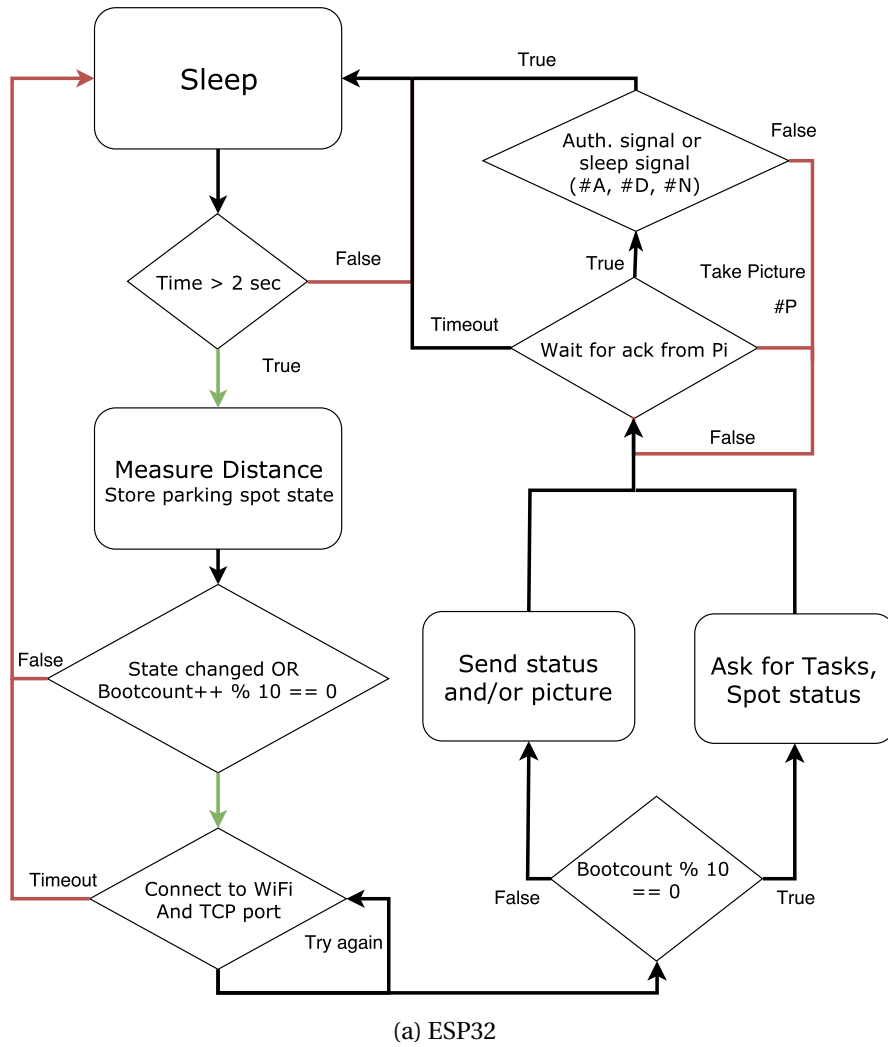 Sleep
True
Auth. signal or
sleep signal
(#A, #D, #N)
False
Time > 2 sec
False
True
Take Picture
#P
Timeout
Wait for ack from Pi
True
False
Measure Distance
Store parking spot state
False
State changed OR
Bootcount++ % 10 == 0
Send status
and/or picture
Ask for Tasks,
Spot status
Timeout
Connect to WiFi
And TCP port
Try again
Bootcount % 10
== 0
False
True
(a) ESP32